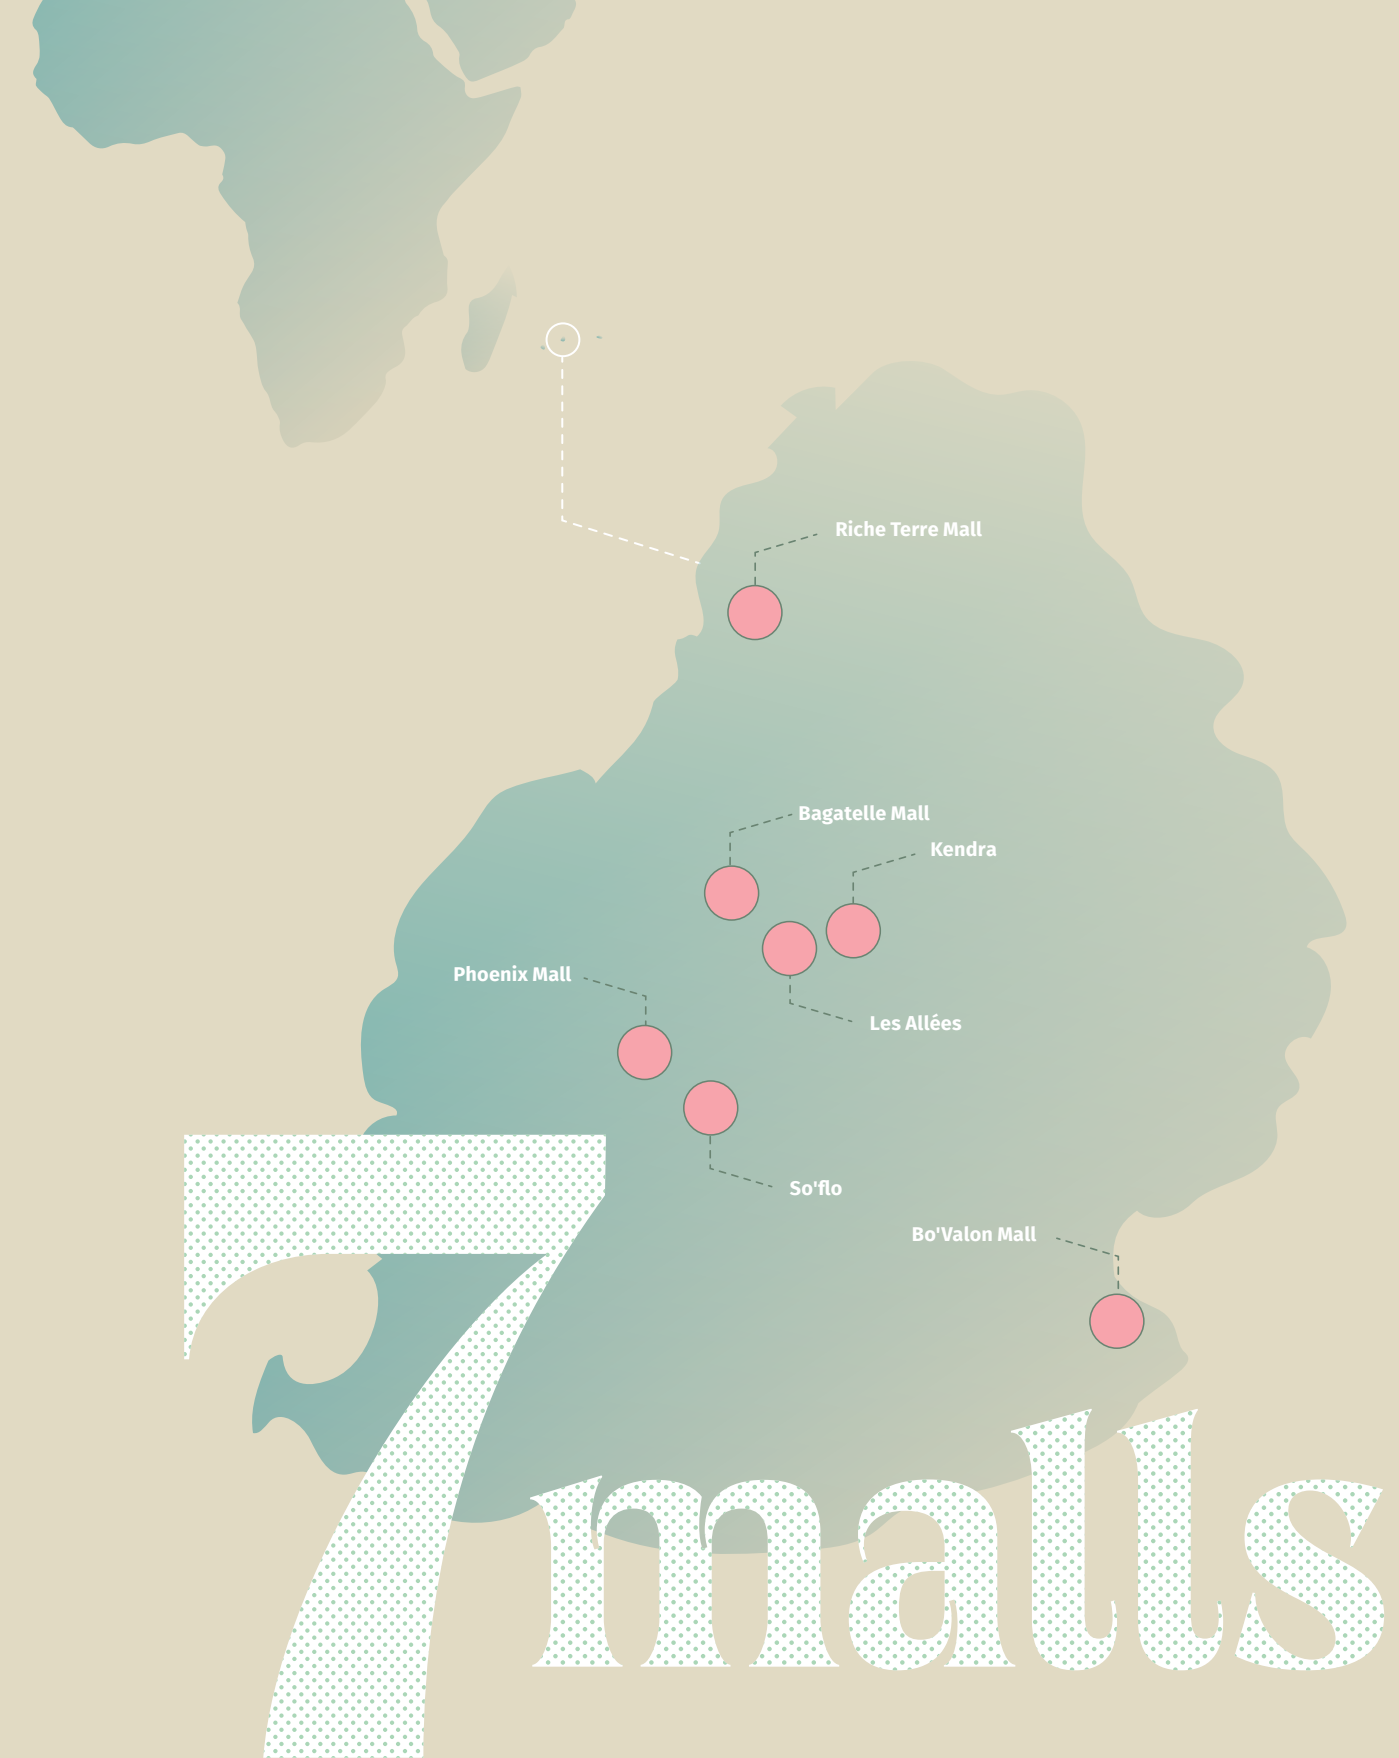 Riche Terre Mall
Bagatelle Mall
Kendra
Phoenix Mall
Les Allées
So'flo
Bo'Valon Mall
7
malls